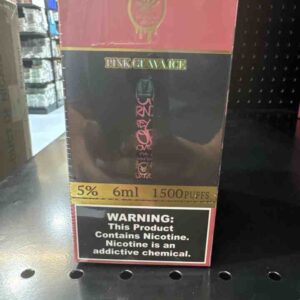 PINK GUAVA ICE
5% 6ml 1500PUFFS
WARNING:
This Product
Contains Nicotine.
Nicotine is an
addictive chemical.